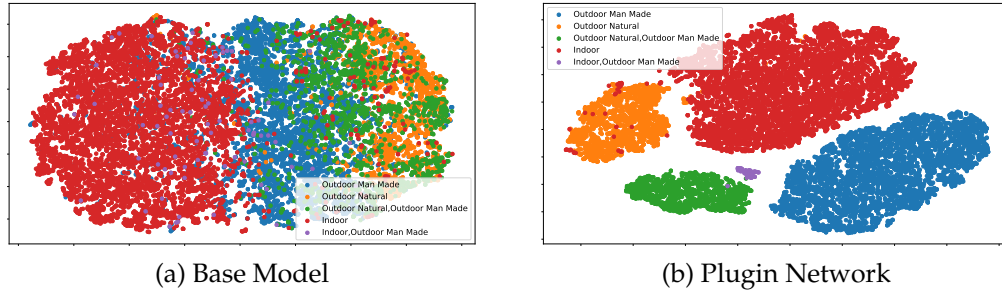 Outdoor Man Made
Outdoor Natural
Outdoor Natural,Outdoor Man Made
Indoor
Indoor,Outdoor Man Made
(a) Base Model
Outdoor Man Made
Outdoor Natural
Outdoor Natural,Outdoor Man Made
Indoor
Indoor,Outdoor Man Made
(b) Plugin Network